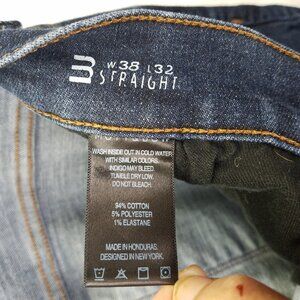 W 38 L 32
STRAIGHT
WASH INSIDE OUT IN COLD WATER
WITH SIMILAR COLORS.
INDIGO MAY BLEED
TUMBLE DRY LOW.
DO NOT BLEACH.
94% COTTON
5% POLYESTER
1% ELASTANE
MADE IN HONDURAS.
DESIGNED IN NEW YORK.